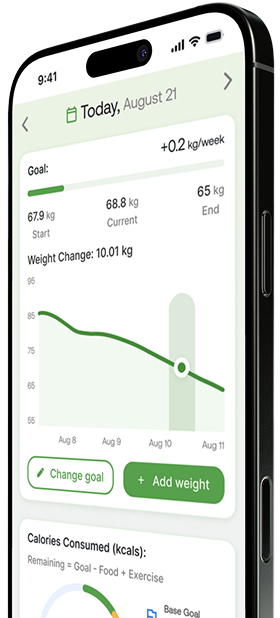 9:41
Today, August 21
Goal:
+0.2 kg/week
67.9 kg
68.8 kg
65 kg
Start
Current
End
Weight Change: 10.01 kg
95
85
75
65
55
Aug 8
Aug 9
Aug 10
Aug 11
Change goal
+ Add weight
Calories Consumed (kcals):
Remaining = Goal - Food + Exercise
Base Goal